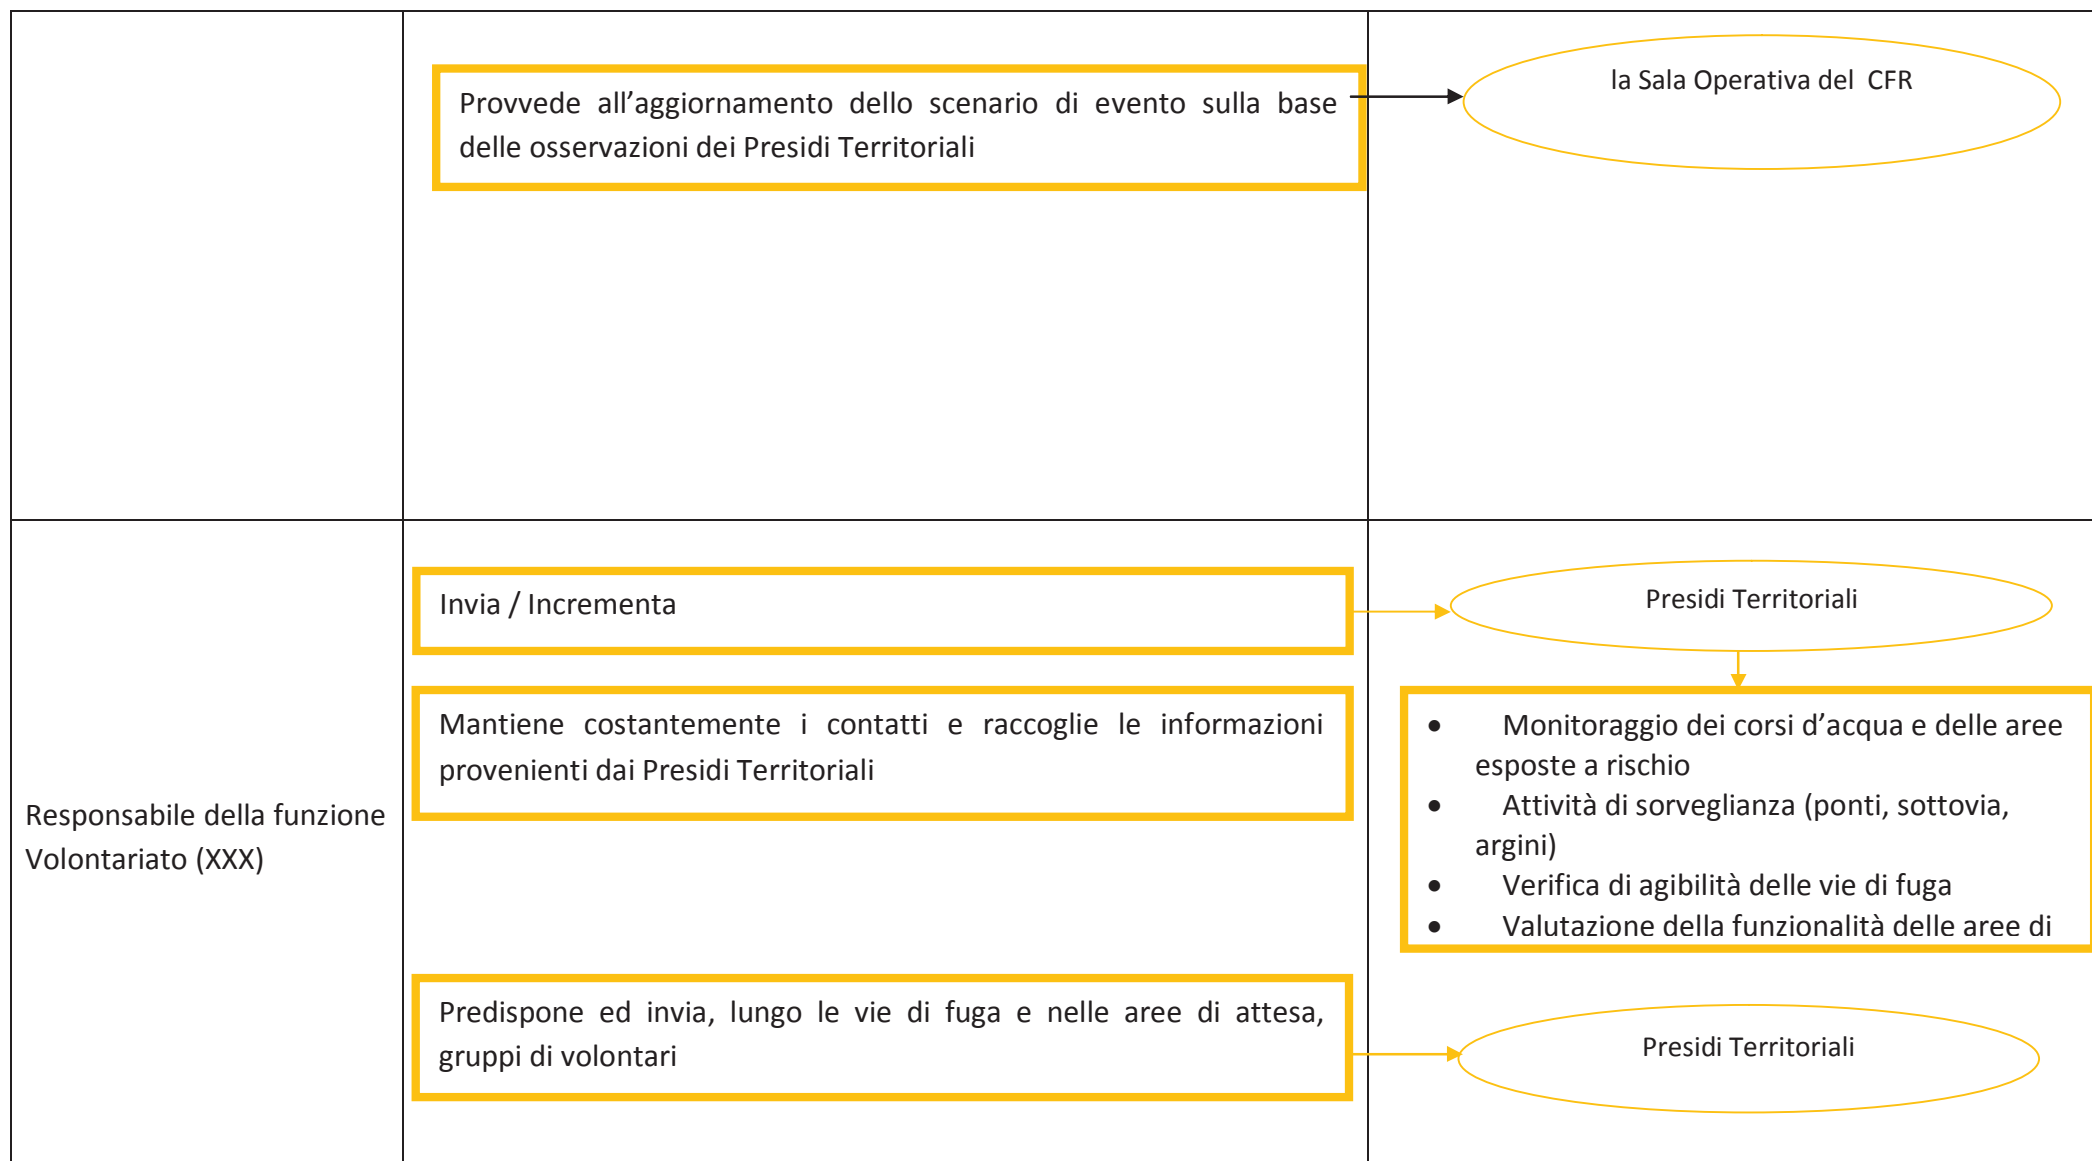 Provvede all’aggiornamento dello scenario di evento sulla base
delle osservazioni dei Presidi Territoriali
la Sala Operativa del CFR
Responsabile della funzione
Volontariato (XXX)
Invia / Incrementa
Presidi Territoriali
Mantiene costantemente i contatti e raccoglie le informazioni
provenienti dai Presidi Territoriali
• Monitoraggio dei corsi d’acqua e delle aree
esposte a rischio
• Attività di sorveglianza (ponti, sottovia,
argini)
• Verifica di agibilità delle vie di fuga
• Valutazione della funzionalità delle aree di
Predispone ed invia, lungo le vie di fuga e nelle aree di attesa,
gruppi di volontari
Presidi Territoriali